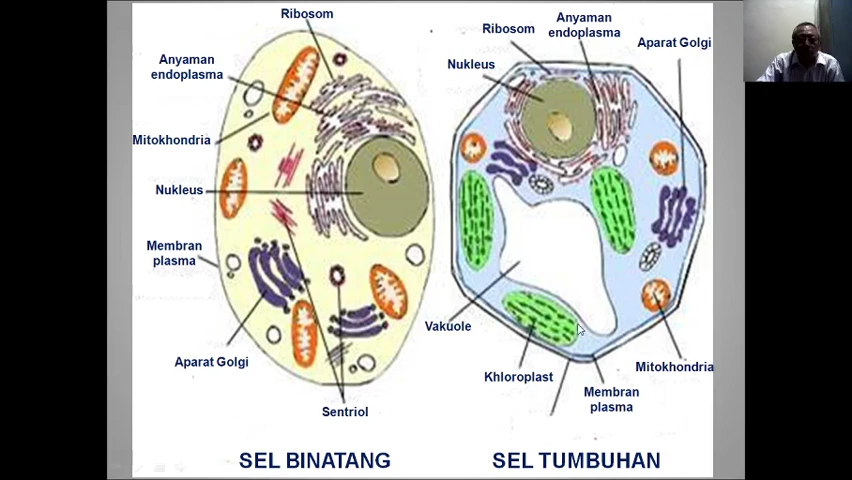 Ribosom
Anyaman
endoplasma
Mitokhondria
Nukleus
Membran
plasma
Aparat Golgi
Sentriol
SEL BINATANG
Ribosom
Anyaman
endoplasma
Aparat Golgi
Nukleus
Vakuole
Khloroplast
Membran
plasma
Mitokhondria
SEL TUMBUHAN